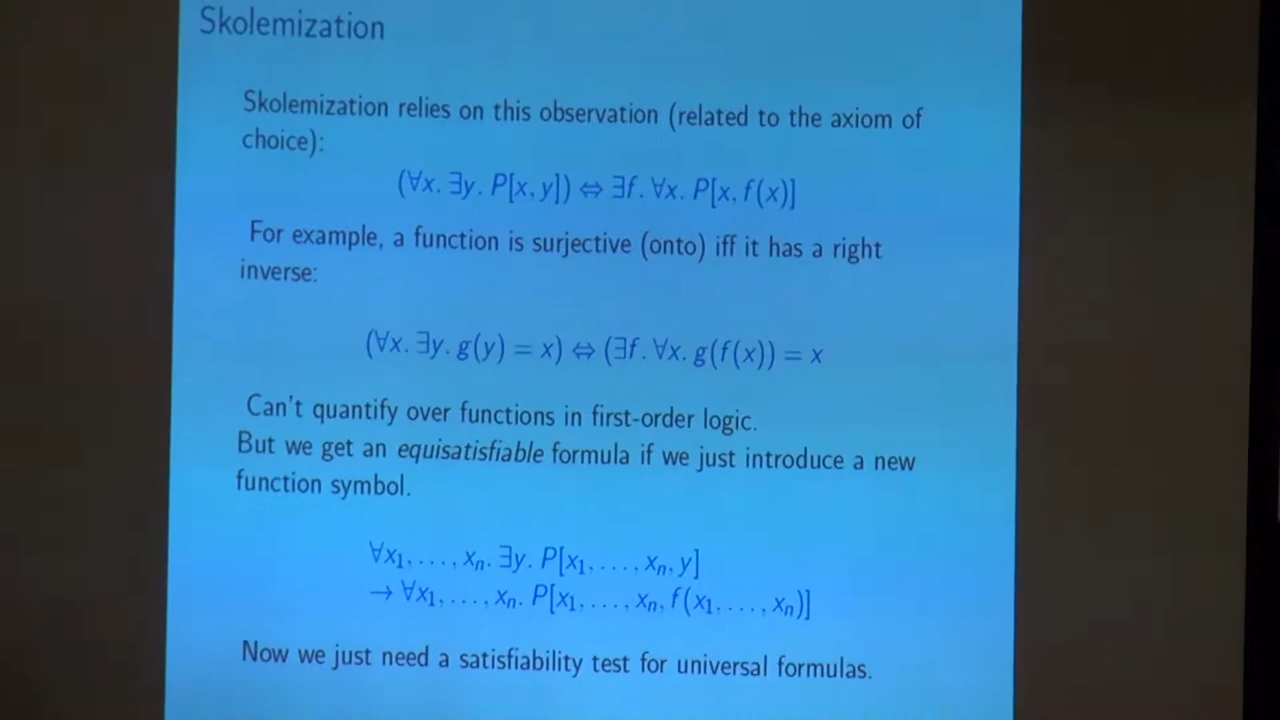 Skolemization
Skolemization relies on this observation (related to the axiom of
choice):
(∀x. ∃y. P[x, y]) ⇔ ∃f. ∀x. P[x, f(x)]
For example, a function is surjective (onto) iff it has a right
inverse:
(∀x. ∃y. g(y) = x) ⇔ (∃f. ∀x. g(f(x)) = x
Can't quantify over functions in first-order logic.
But we get an equisatisfiable formula if we just introduce a new
function symbol.
∀x₁, . . . , xₙ. ∃y. P[x₁, . . . , xₙ, y]
→ ∀x₁, . . . , xₙ. P[x₁, . . . , xₙ, f(x₁, . . . , xₙ)]
Now we just need a satisfiability test for universal formulas.